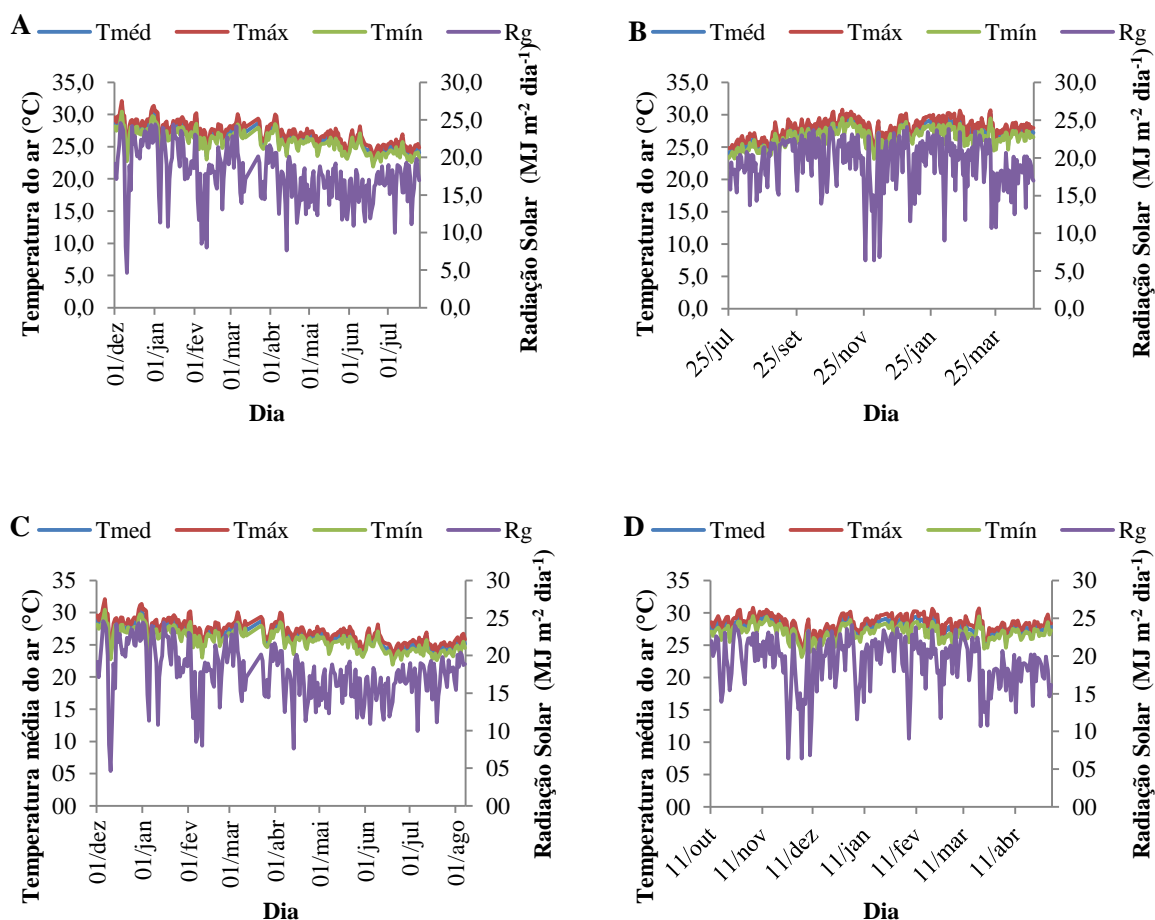 A
Tméd Tmáx Tmín Rg
Temperatura do ar (°C)
35,0
30,0
25,0
20,0
15,0
10,0
5,0
0,0
30,0
25,0
20,0
15,0
10,0
5,0
0,0
Radiação Solar (MJ m-2 dia-1)
01/dez 01/jan 01/fev 01/mar 01/abr 01/mai 01/jun 01/jul
Dia
B
Tméd Tmáx Tmín Rg
Temperatura do ar (°C)
35,0
30,0
25,0
20,0
15,0
10,0
5,0
0,0
30,0
25,0
20,0
15,0
10,0
5,0
0,0
Radiação Solar (MJ m-2 dia-1)
25/jul 25/set 25/nov 25/jan 25/mar
Dia
C
Tmed Tmáx Tmín Rg
Temperatura média do ar (°C)
35
30
25
20
15
10
05
00
30
25
20
15
10
05
00
Radiação Solar (MJ m-2 dia-1)
01/dez 01/jan 01/fev 01/mar 01/abr 01/mai 01/jun 01/jul 01/ago
Dia
D
Tmed Tmáx Tmín Rg
Temperatura média do ar (°C)
35
30
25
20
15
10
05
00
30
25
20
15
10
05
00
Radiação Solar (MJ m-2 dia-1)
11/out 11/nov 11/dez 11/jan 11/fev 11/mar 11/abr
Dia